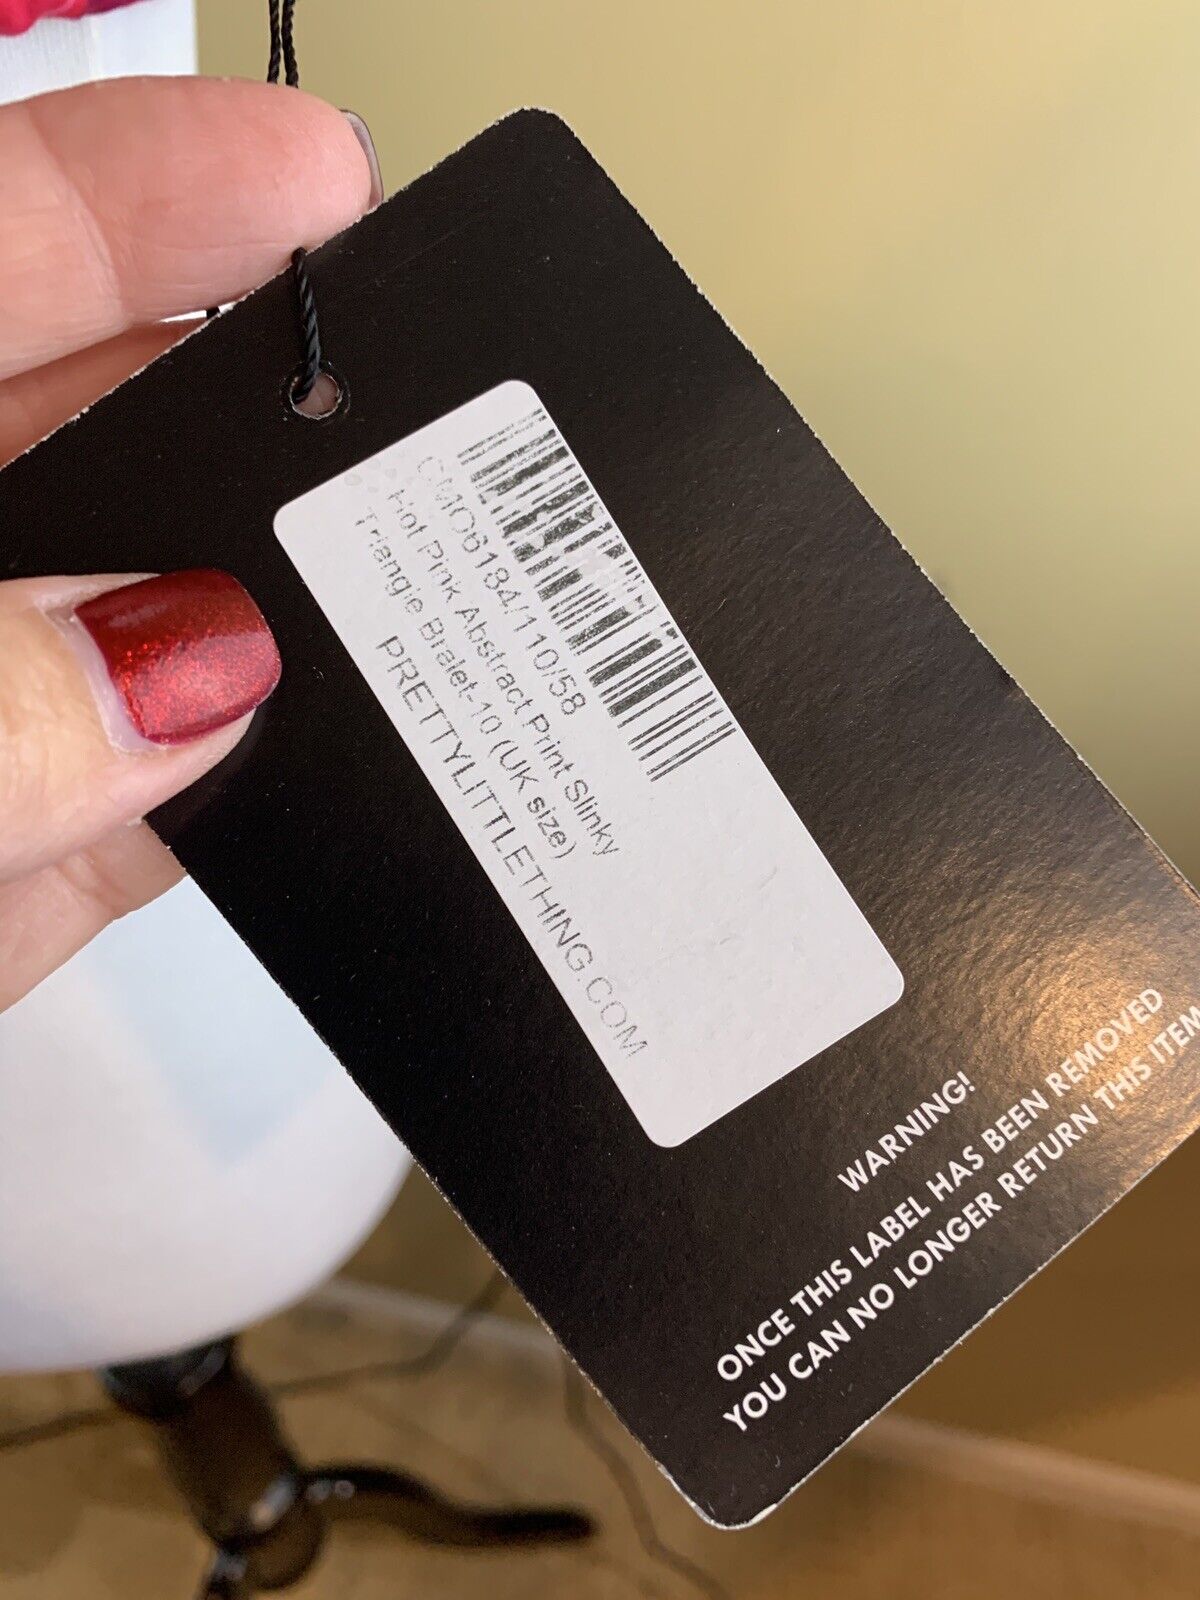 CMO6184/110/58
Hot Pink Abstract Print Slinky
Triangle Bralet-10 (UK size)
PRETTYLITTLETHING.COM
WARNING!
ONCE THIS LABEL HAS BEEN REMOVED
YOU CAN NO LONGER RETURN THIS ITEM